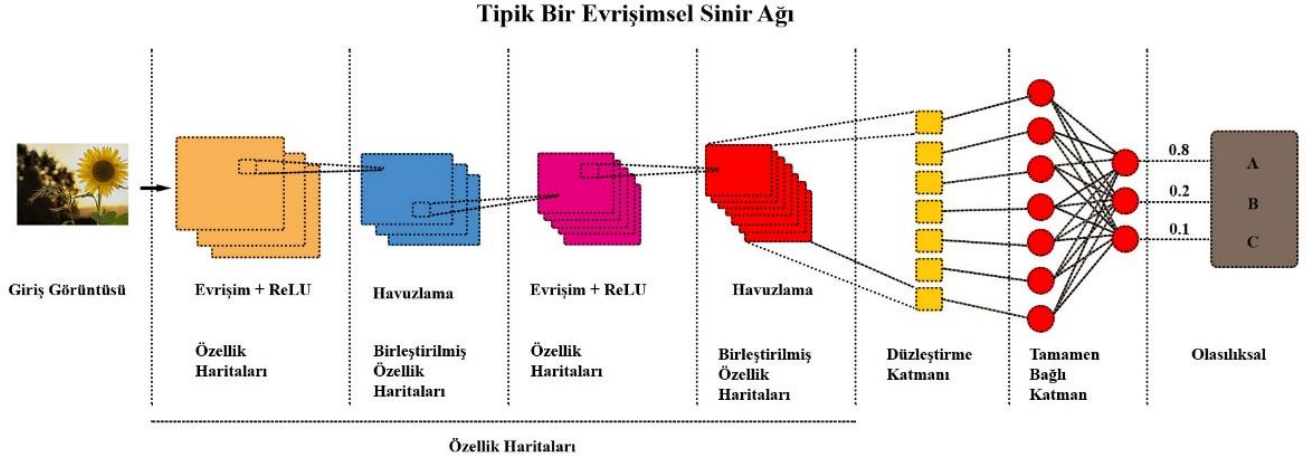 Tipik Bir Evrişimsel Sinir Ağı
Giriş Görüntüsü
Evrişim + ReLU
Havuzlama
Evrişim + ReLU
Havuzlama
0.8
0.2
0.1
A
B
C
Özellik
Haritaları
Birleştirilmiş
Özellik
Haritaları
Özellik
Haritaları
Birleştirilmiş
Özellik
Haritaları
Düzleştirme
Katmanı
Tamamen
Bağlı
Katman
Olasılıksal
Özellik Haritaları